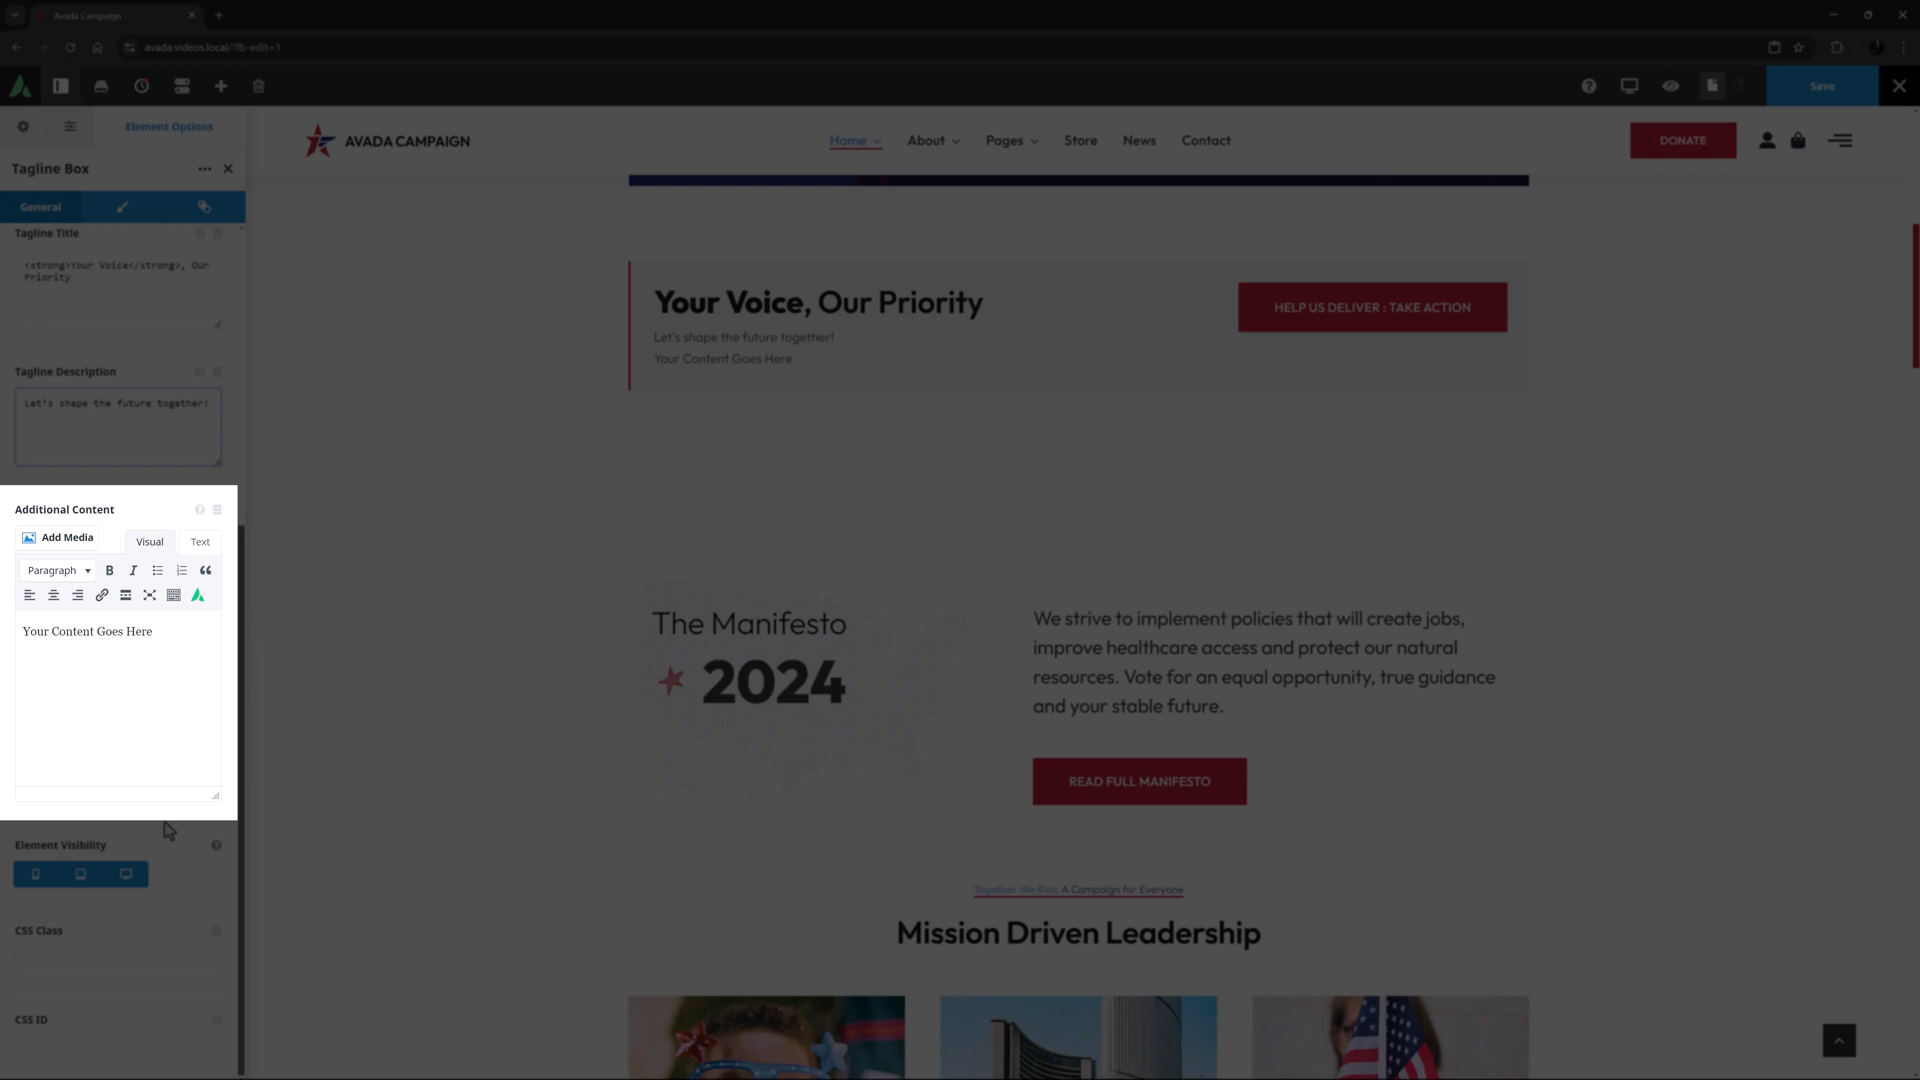 Avada Campaign -
avada.videos.local/?fb-edit=1
Save
Element Options
Tagline Box
General
Tagline Title
<strong>Your Voice</strong>, Our
Priority
Tagline Description
Let's shape the future together!
Additional Content
Add Media
Visual
Text
Paragraph
Your Content Goes Here
Element Visibility
CSS Class
CSS ID
AVADA CAMPAIGN
Home
About
Pages
Store
News
Contact
DONATE
Your Voice, Our Priority
Let's shape the future together!
Your Content Goes Here
HELP US DELIVER : TAKE ACTION
The Manifesto
2024
We strive to implement policies that will create jobs,
improve healthcare access and protect our natural
resources. Vote for an equal opportunity, true guidance
and your stable future.
READ FULL MANIFESTO
Together We Rise: A Campaign for Everyone
Mission Driven Leadership